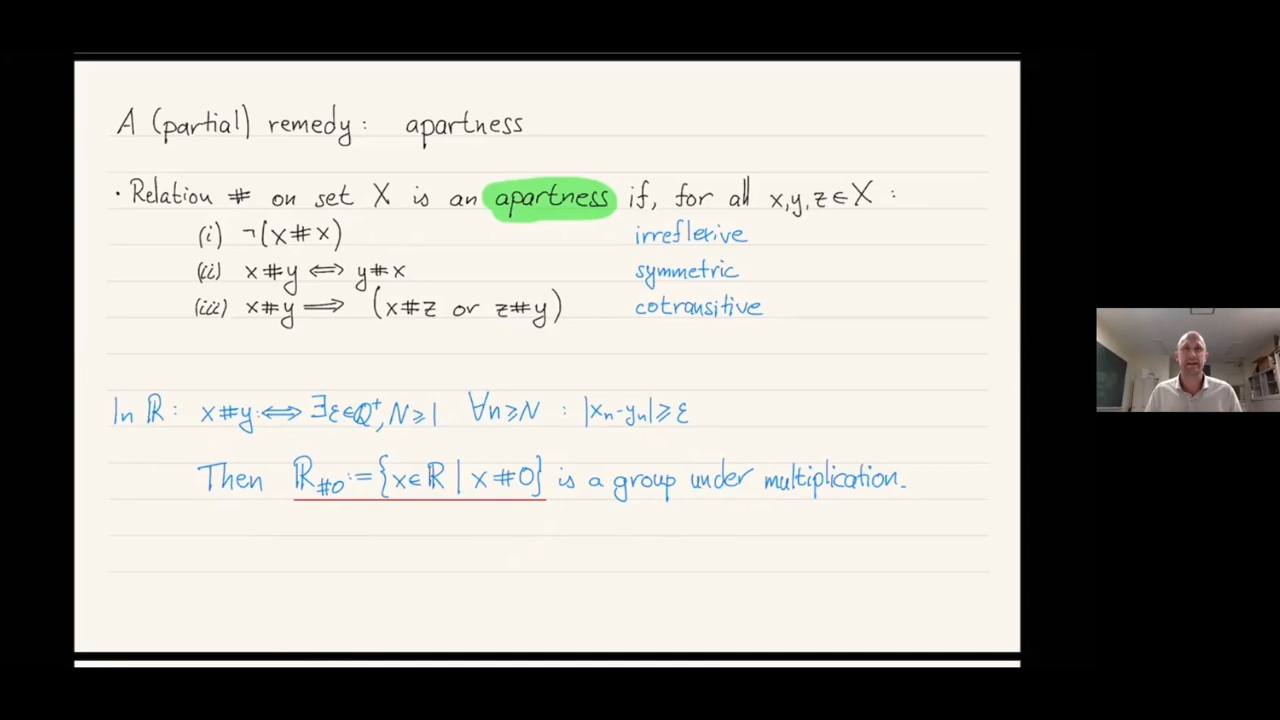 A (partial) remedy: apartness
· Relation # on set X is an apartness if, for all x,y,z∈X :
(i) ¬(x#x) irreflexive
(ii) x#y ⟺ y#x symmetric
(iii) x#y ⟹ (x#z or z#y) cotransitive
In ℝ: x#y :⟺ ∃ε∈ℚ⁺, N⩾1 ∀n⩾N : |xₙ-yₙ|⩾ε
Then ℝ#0 := {x∈ℝ | x#0} is a group under multiplication.